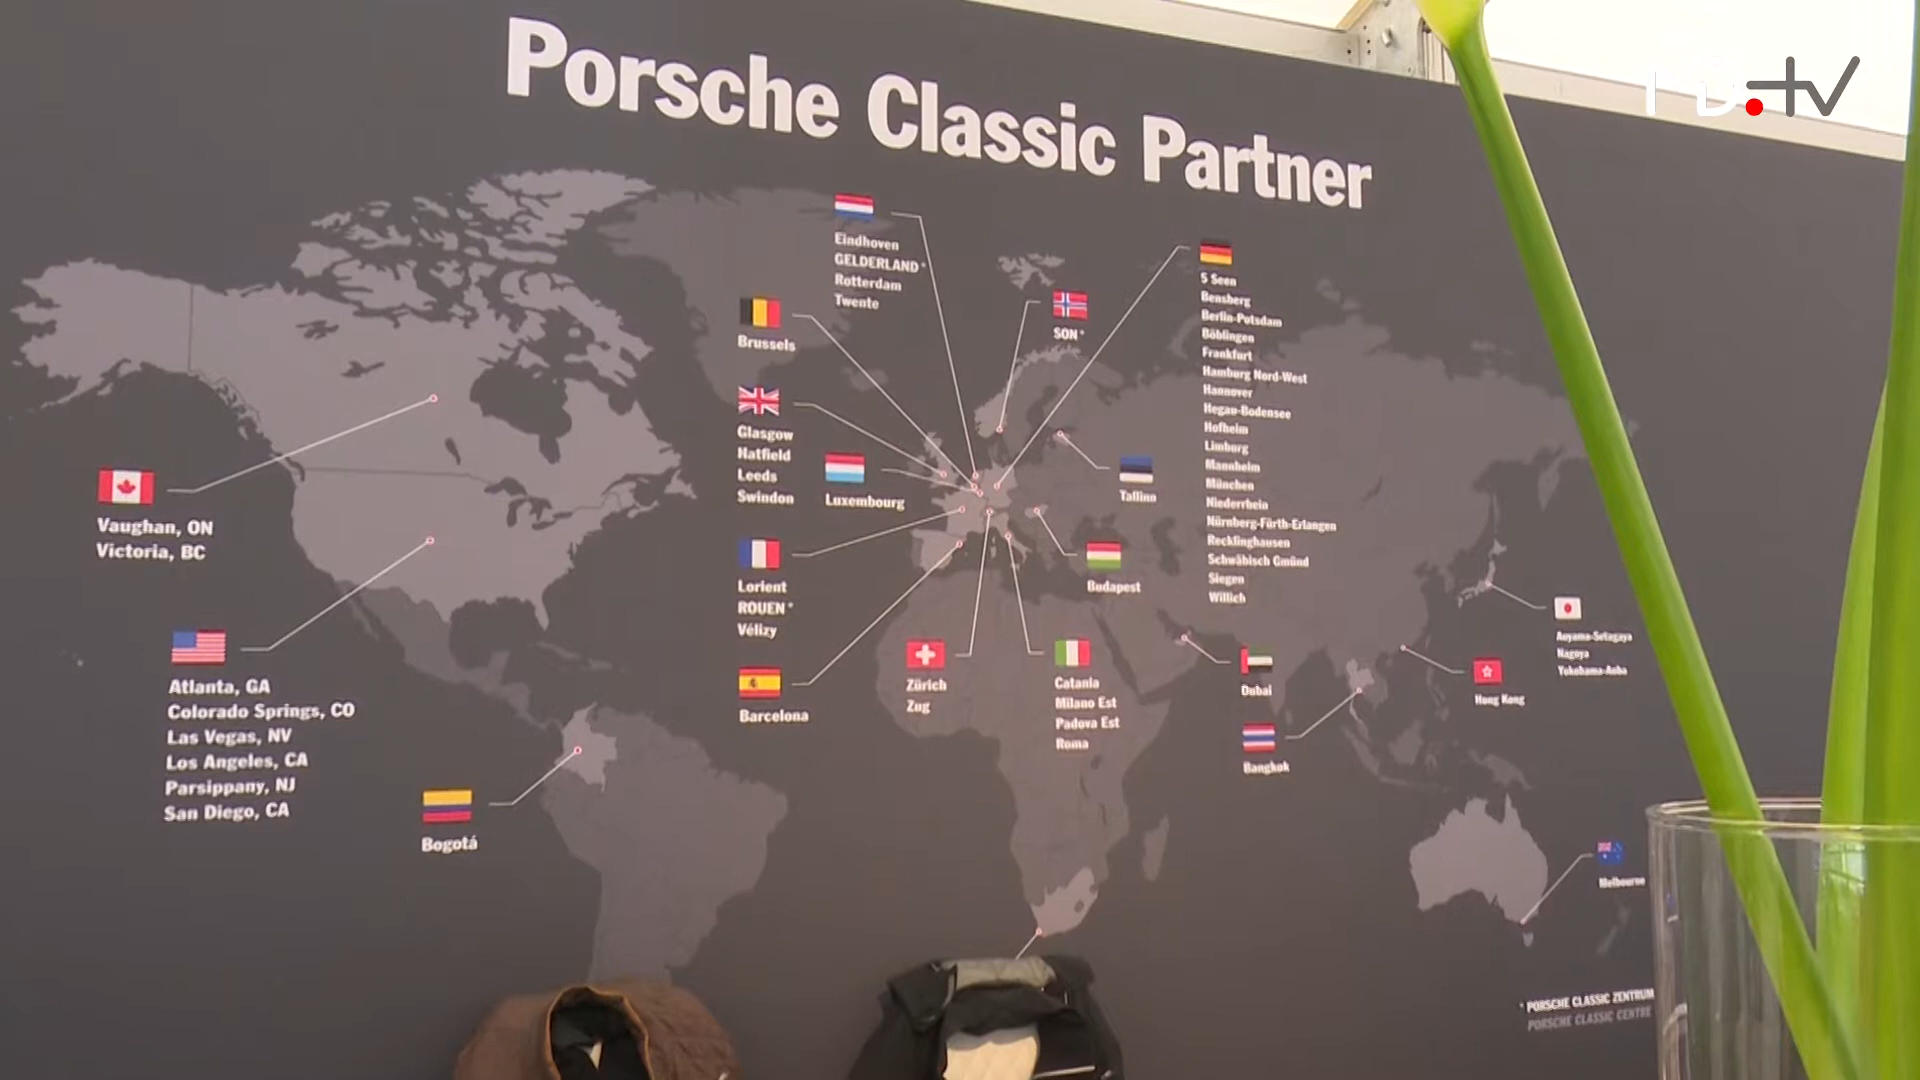 Porsche Classic Partner
.tv
Eindhoven
GELDERLAND*
Rotterdam
Twente
Brussels
Glasgow
Hatfield
Leeds
Swindon
Luxembourg
Lorient
ROUEN*
Vélizy
Barcelona
Zürich
Zug
Catania
Milano Est
Padova Est
Roma
SON*
Tallinn
Budapest
5 Seen
Bensberg
Berlin-Potsdam
Böblingen
Frankfurt
Hamburg Nord-West
Hannover
Hegau-Bodensee
Hofheim
Limburg
Mannheim
München
Niederrhein
Nürnberg-Fürth-Erlangen
Recklinghausen
Schwäbisch Gmünd
Siegen
Willich
Vaughan, ON
Victoria, BC
Atlanta, GA
Colorado Springs, CO
Las Vegas, NV
Los Angeles, CA
Parsippany, NJ
San Diego, CA
Bogotá
Dubai
Bangkok
Hong Kong
Aoyama-Setagaya
Nagoya
Yokohama-Aoba
Melbourne
* PORSCHE CLASSIC ZENTRUM
PORSCHE CLASSIC CENTRE